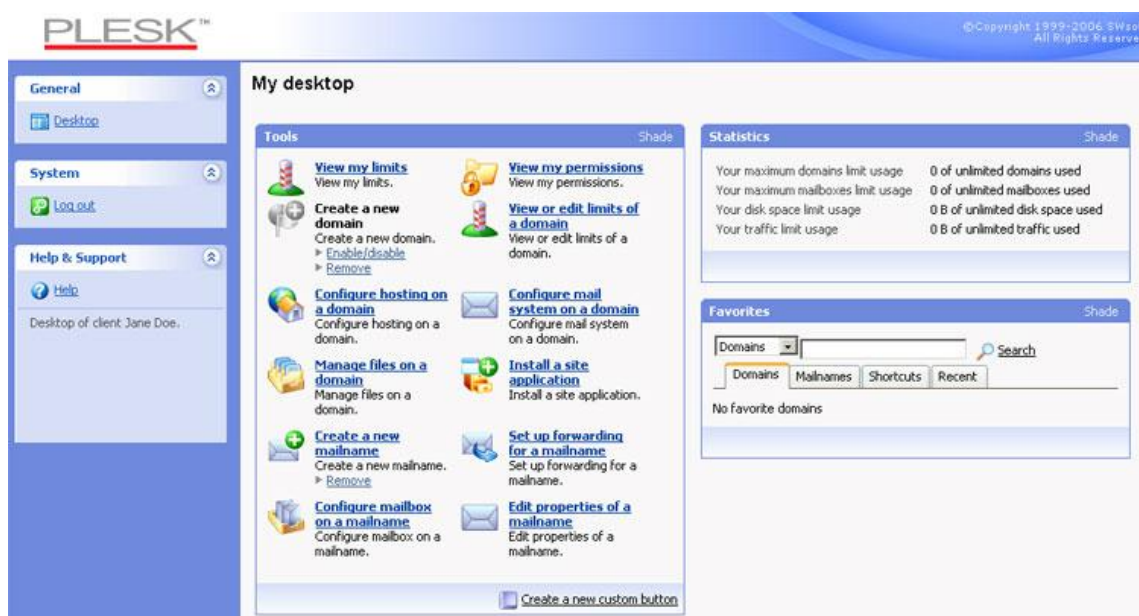 PLESK™
©Copyright 1999-2006 SWso
All Rights Reserve
General
Desktop
System
Log out
Help & Support
Help
Desktop of client Jane Doe.
My desktop
Tools Shade
View my limits
View my limits.
View my permissions
View my permissions.
Create a new
domain
Create a new domain.
Enable/disable
Remove
View or edit limits of
a domain
View or edit limits of a
domain.
Configure hosting on
a domain
Configure hosting on a
domain.
Configure mail
system on a domain
Configure mail system
on a domain.
Manage files on a
domain
Manage files on a
domain.
Install a site
application
Install a site application.
Create a new
mailname
Create a new mailname.
Remove
Set up forwarding
for a mailname
Set up forwarding for a
mailname.
Configure mailbox
on a mailname
Configure mailbox on a
mailname.
Edit properties of a
mailname
Edit properties of a
mailname.
Create a new custom button
Statistics Shade
Your maximum domains limit usage 0 of unlimited domains used
Your maximum mailboxes limit usage 0 of unlimited mailboxes used
Your disk space limit usage 0 B of unlimited disk space used
Your traffic limit usage 0 B of unlimited traffic used
Favorites Shade
Domains Search
Domains Mailnames Shortcuts Recent
No favorite domains